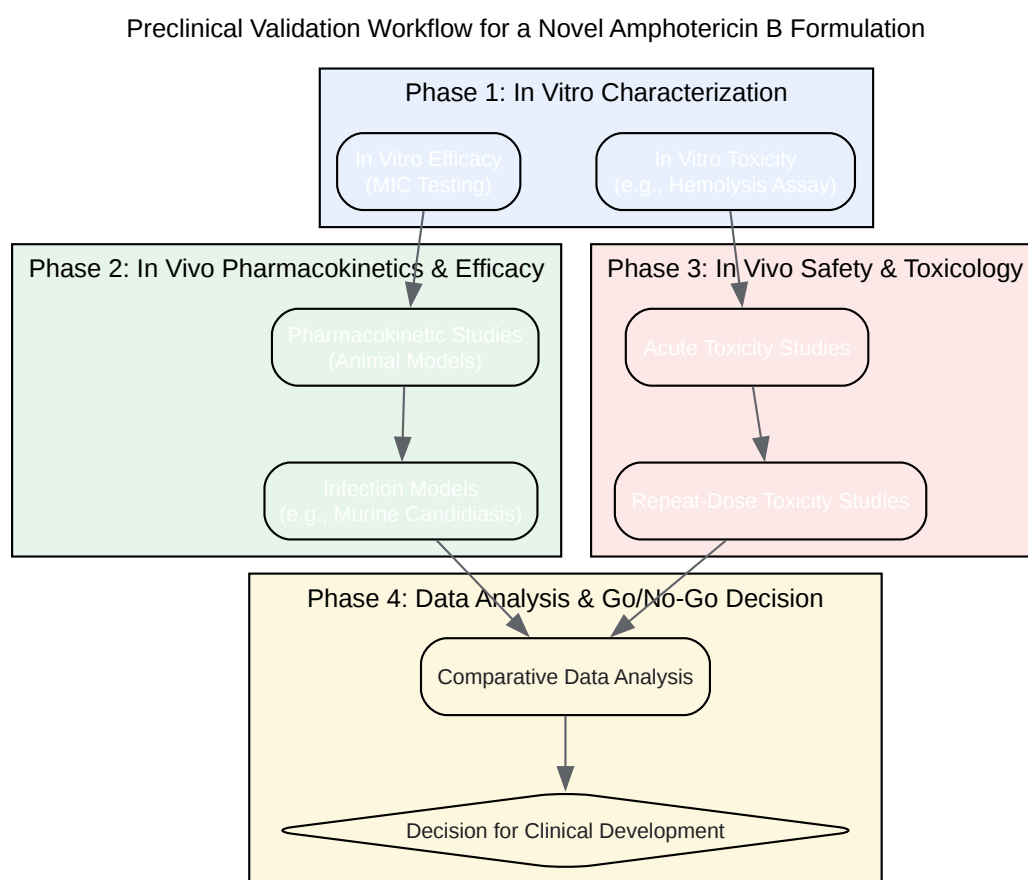 Preclinical Validation Workflow for a Novel Amphotericin B Formulation
Phase 1: In Vitro Characterization
In Vitro Efficacy
(MIC Testing)
In Vitro Toxicity
(e.g., Hemolysis Assay)
Phase 2: In Vivo Pharmacokinetics & Efficacy
Pharmacokinetic Studies
(Animal Models)
Infection Models
(e.g., Murine Candidiasis)
Phase 3: In Vivo Safety & Toxicology
Acute Toxicity Studies
Repeat-Dose Toxicity Studies
Phase 4: Data Analysis & Go/No-Go Decision
Comparative Data Analysis
Decision for Clinical Development